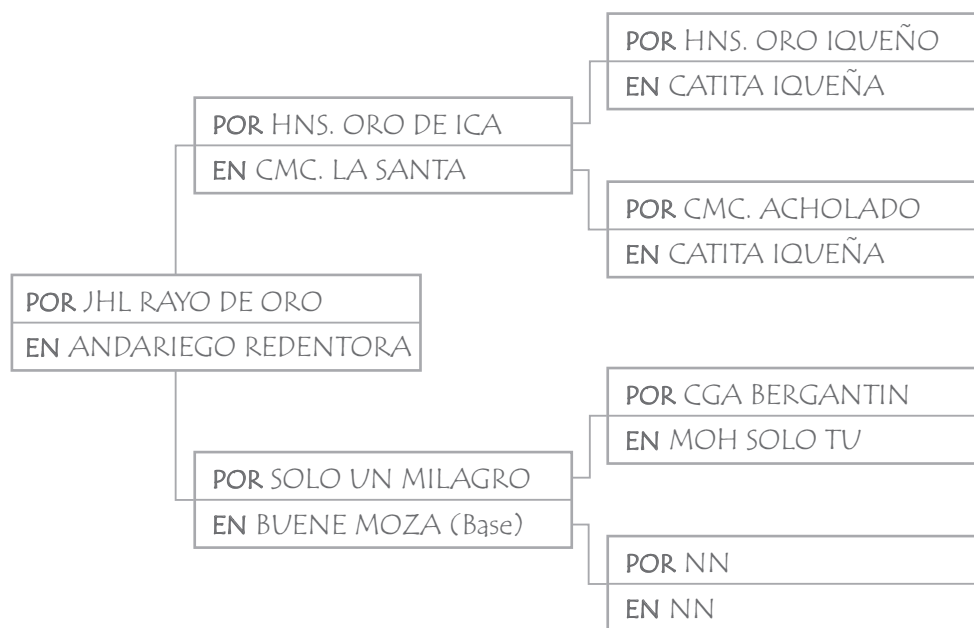 POR HNS. ORO IQUEÑO
EN CATITA IQUEÑA
POR HNS. ORO DE ICA
EN CMC. LA SANTA
POR CMC. ACHOLADO
EN CATITA IQUEÑA
POR JHL RAYO DE ORO
EN ANDARIEGO REDENTORA
POR CGA BERGANTIN
EN MOH SOLO TU
POR SOLO UN MILAGRO
EN BUENE MOZA (Base)
POR NN
EN NN